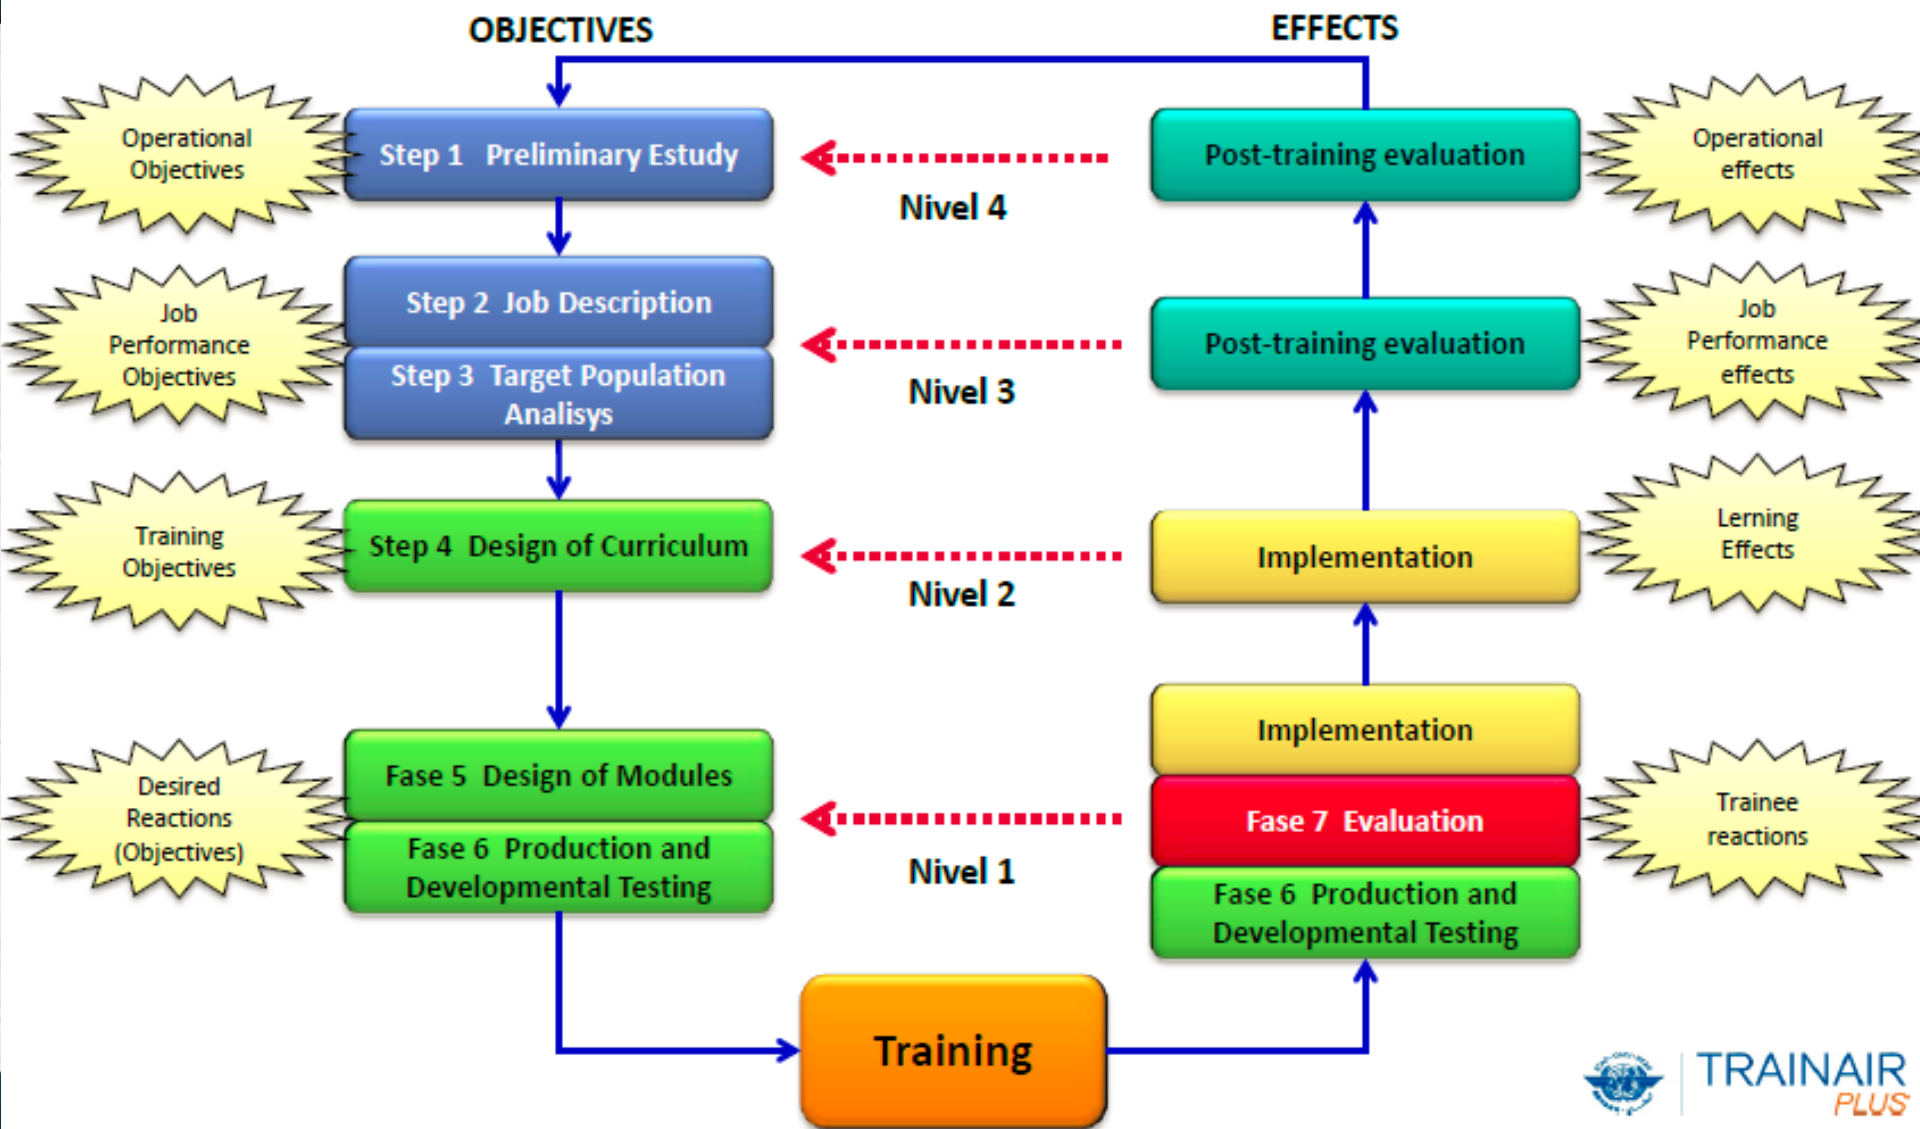 OBJECTIVES
EFFECTS
Operational
Objectives
Step 1 Preliminary Estudy
Nivel 4
Post-training evaluation
Operational
effects
Job
Performance
Objectives
Step 2 Job Description
Step 3 Target Population
Analisys
Nivel 3
Post-training evaluation
Job
Performance
effects
Training
Objectives
Step 4 Design of Curriculum
Nivel 2
Implementation
Lerning
Effects
Desired
Reactions
(Objectives)
Fase 5 Design of Modules
Fase 6 Production and
Developmental Testing
Nivel 1
Implementation
Fase 7 Evaluation
Fase 6 Production and
Developmental Testing
Trainee
reactions
Training
TRAINAIR
PLUS